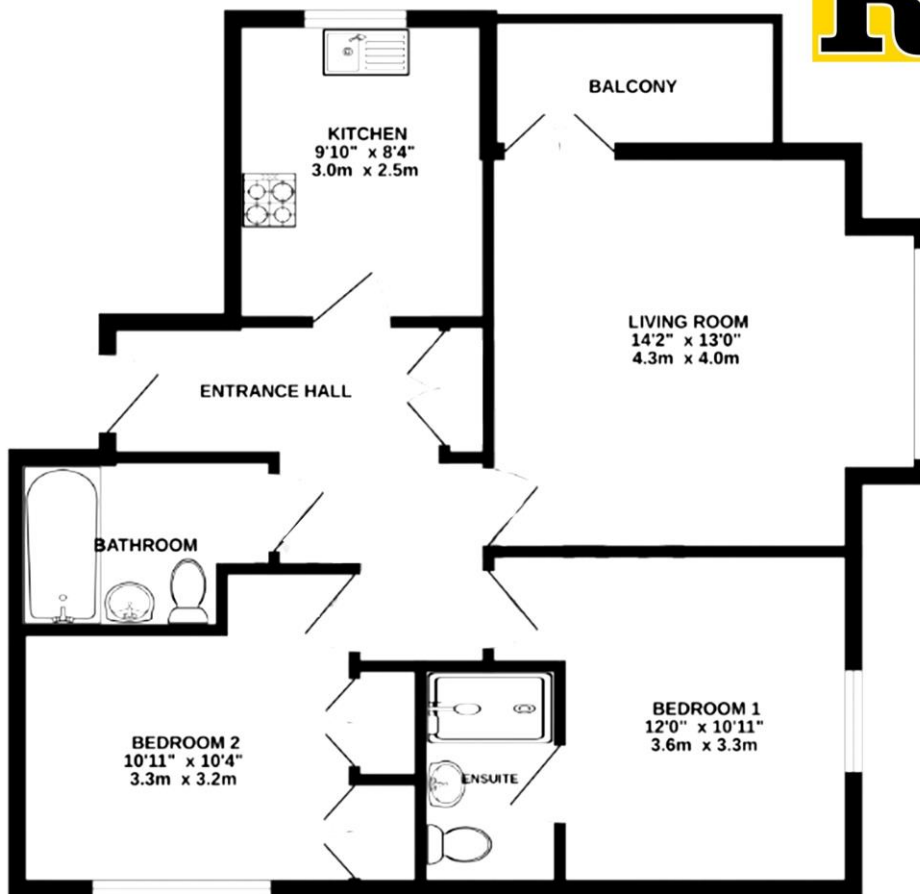 R
BALCONY
KITCHEN
9'10" x 8'4"
3.0m x 2.5m
LIVING ROOM
14'2" x 13'0"
4.3m x 4.0m
ENTRANCE HALL
BATHROOM
BEDROOM 1
12'0" x 10'11"
3.6m x 3.3m
BEDROOM 2
10'11" x 10'4"
3.3m x 3.2m
ENSUITE